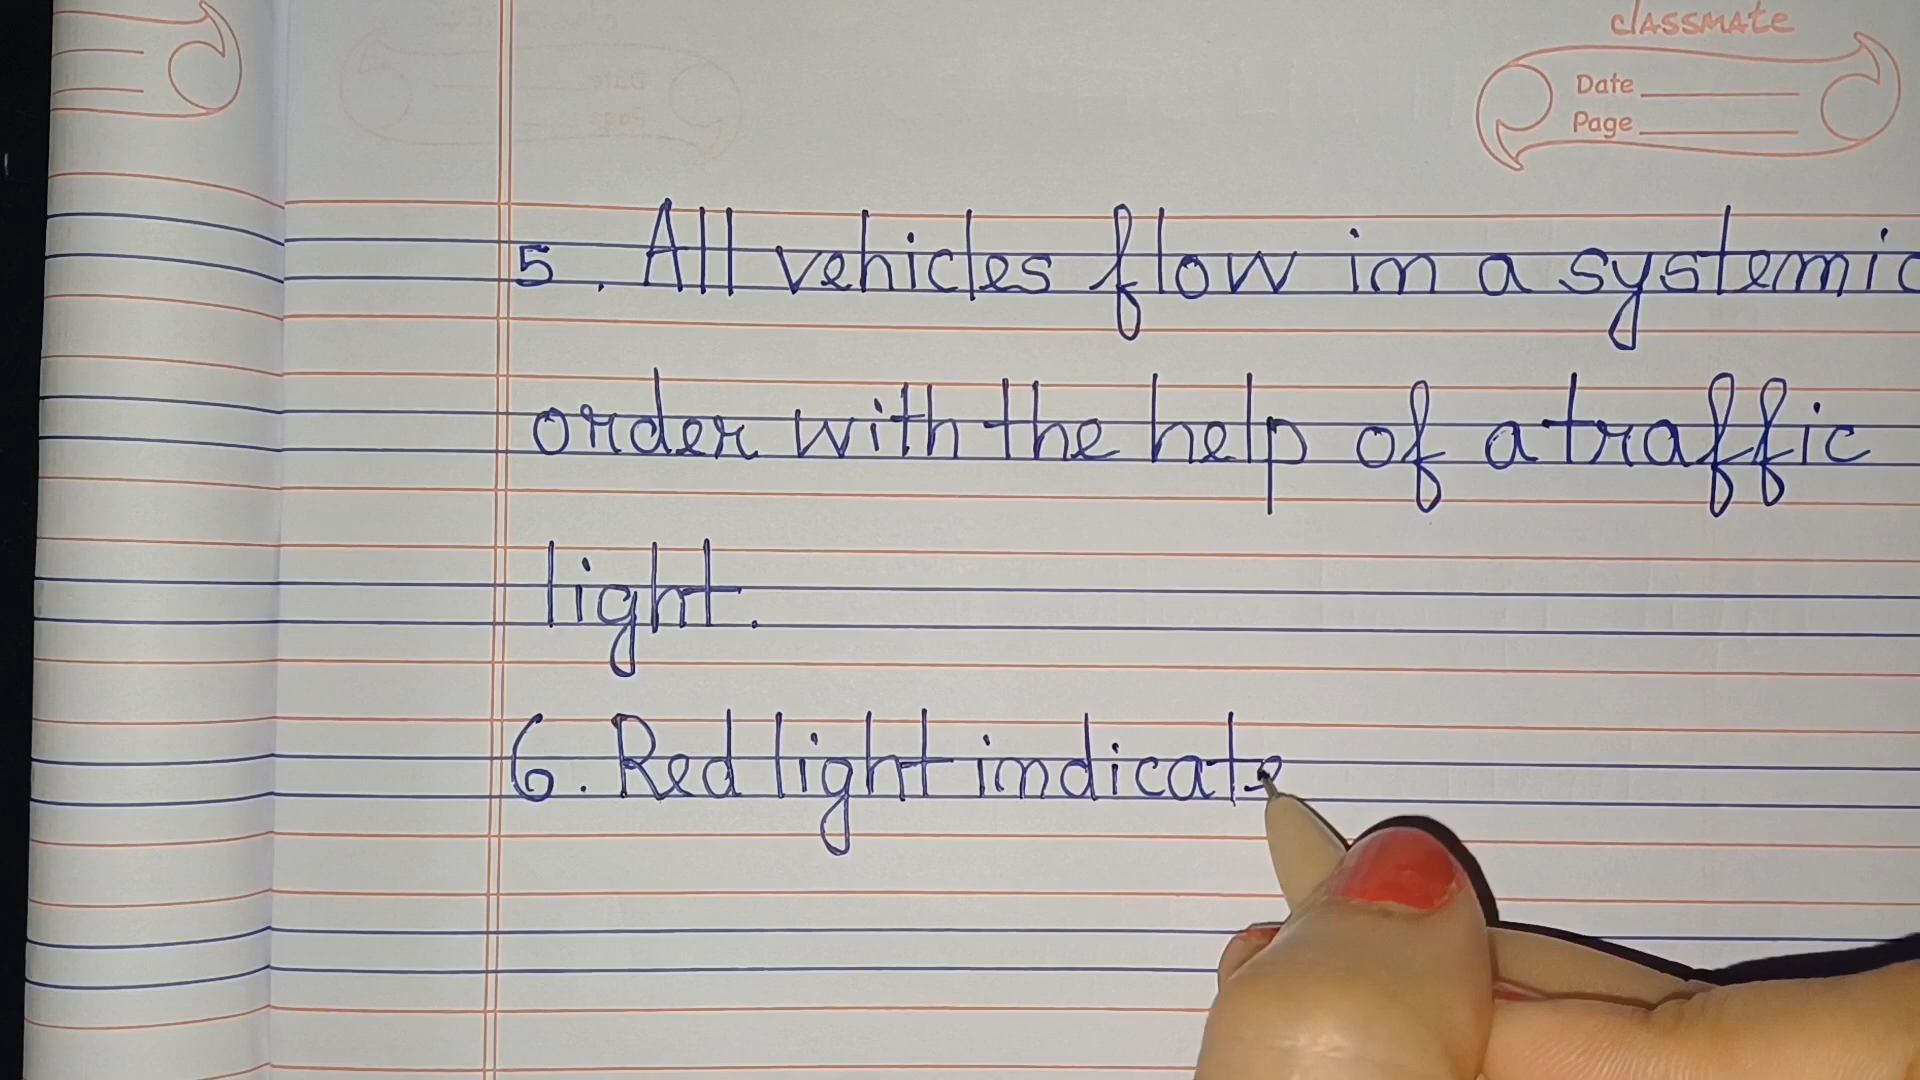 classmate
Date
Page
5. All vehicles flow in a systemic
order with the help of a traffic
light.
6. Red light indicate